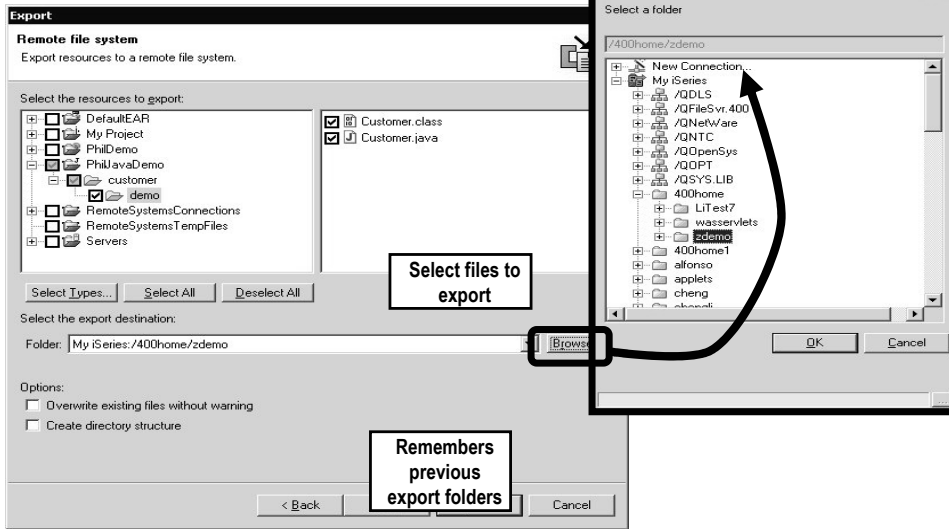 Export
Remote file system
Export resources to a remote file system.
Select the resources to export:
DefaultEAR
My Project
PhilDemo
PhilJavaDemo
customer
demo
RemoteSystemsConnections
RemoteSystemsTempFiles
Servers
Customer.class
Customer.java
Select Types...
Select All
Deselect All
Select files to
export
Select the export destination:
Folder:
My iSeries:/400home/zdemo
Browse
Options:
Overwrite existing files without warning
Create directory structure
Remembers
previous
export folders
< Back
Cancel
Select a folder
/400home/zdemo
New Connection...
My iSeries
/QDLS
/QFileSvr.400
/QNetWare
/QNTC
/QOpenSys
/QOPT
/QSYS.LIB
400home
LiTest7
wasservlets
zdemo
400home1
alfonso
applets
cheng
OK
Cancel
...